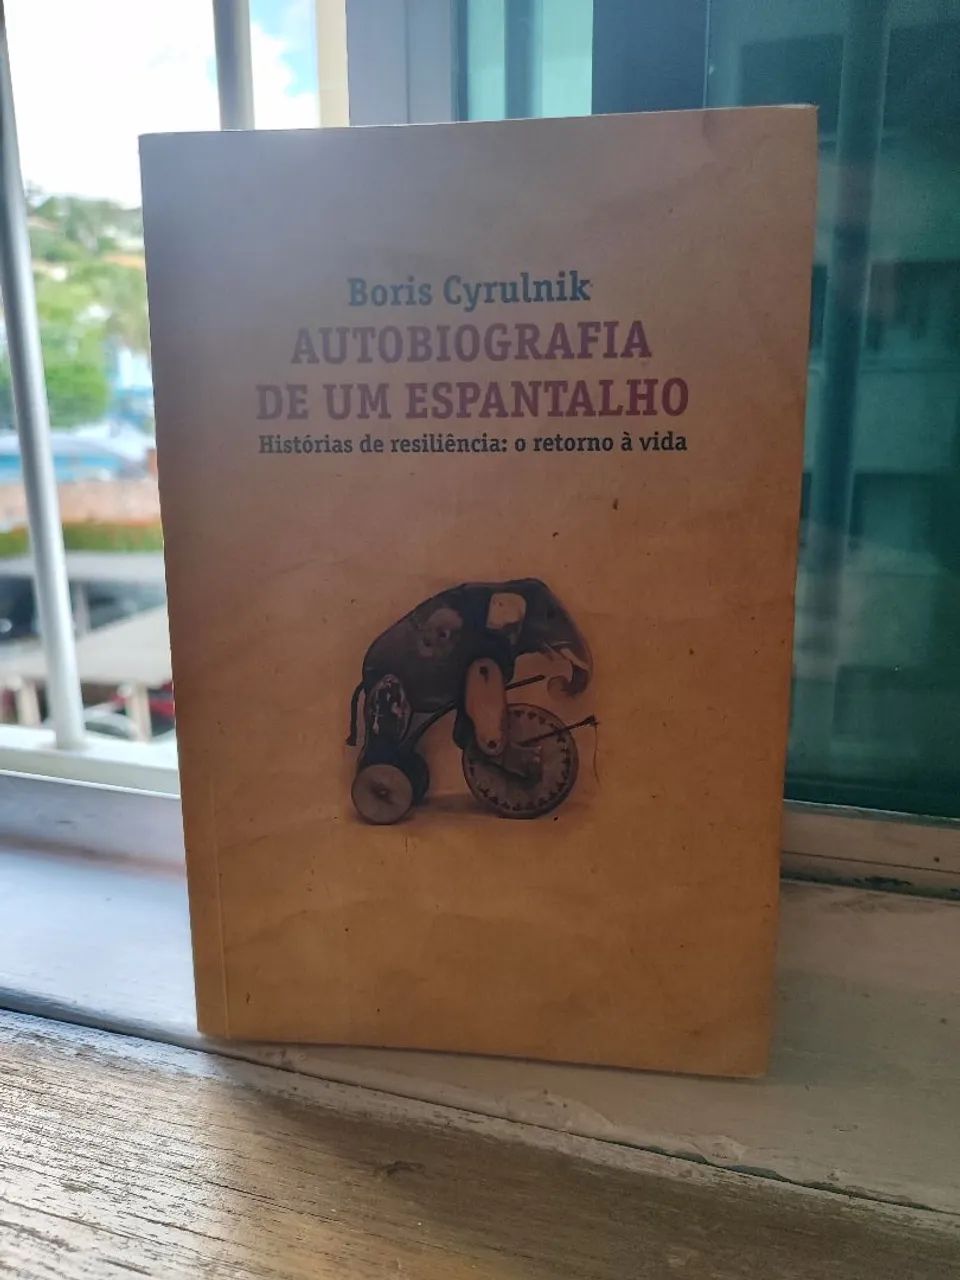 Boris Cyrulnik
AUTOBIOGRAFIA
DE UM ESPANTALHO
Histórias de resiliência: o retorno à vida